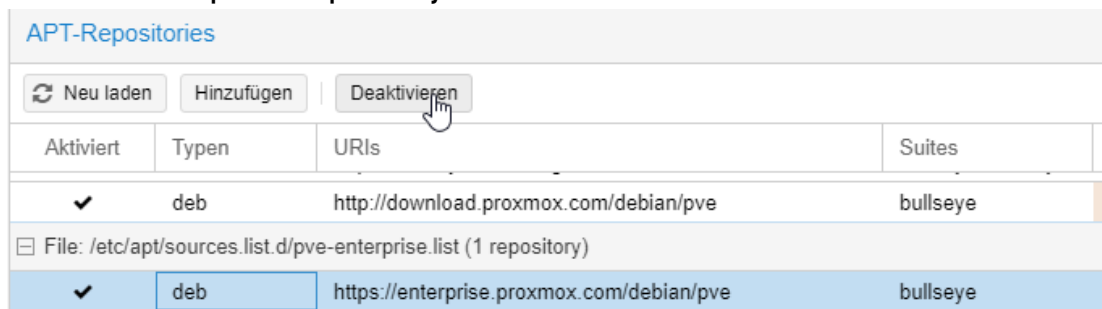 APT-Repositories
Neu laden Hinzufügen Deaktivieren
Aktiviert Typen URIs Suites
deb http://download.proxmox.com/debian/pve bullseye
File: /etc/apt/sources.list.d/pve-enterprise.list (1 repository)
deb https://enterprise.proxmox.com/debian/pve bullseye